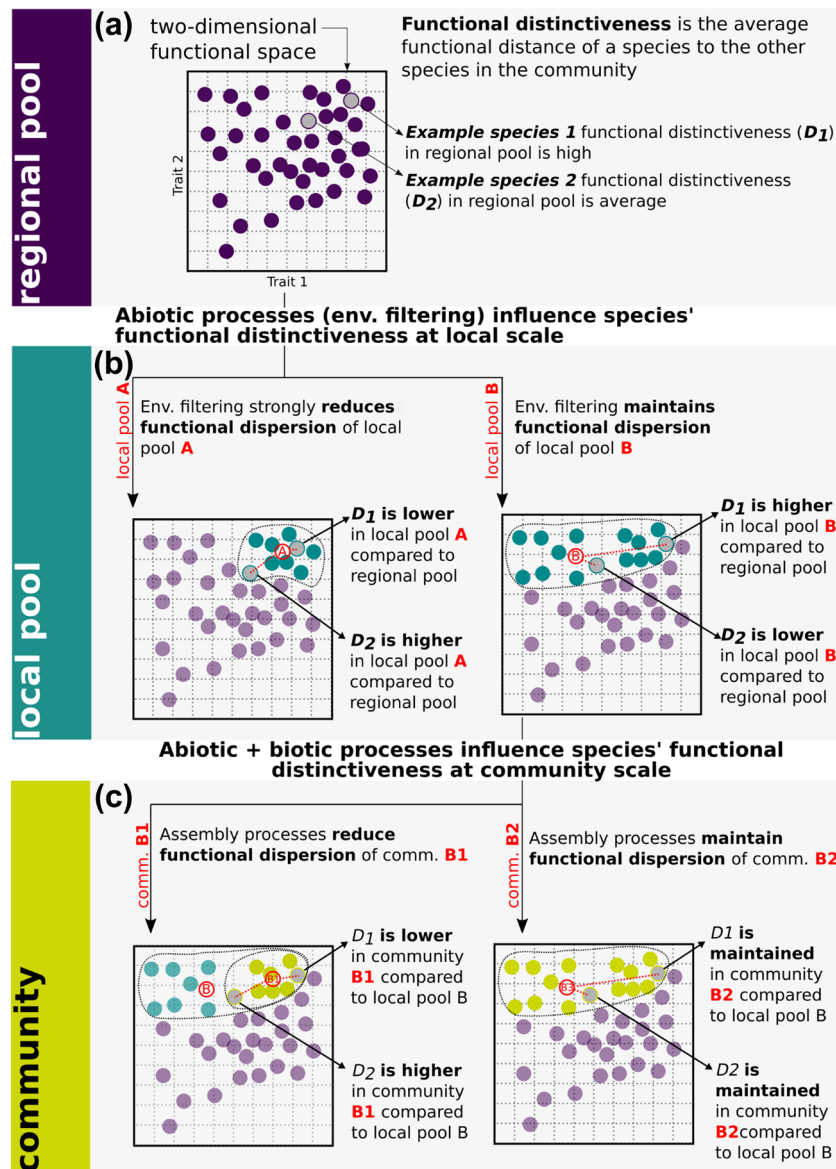 (a)
two-dimensional
functional space
Functional distinctiveness is the average
functional distance of a species to the other
species in the community
Example species 1 functional distinctiveness (D1)
in regional pool is high
Example species 2 functional distinctiveness
(D2) in regional pool is average
Trait 2
Trait 1
regional pool
Abiotic processes (env. filtering) influence species'
functional distinctiveness at local scale
(b)
local pool A
Env. filtering strongly reduces
functional dispersion of local
pool A
local pool B
Env. filtering maintains
functional dispersion
of local pool B
A
D1 is lower
in local pool A
compared to
regional pool
D2 is higher
in local pool A
compared to
regional pool
B
D1 is higher
in local pool B
compared to
regional pool
D2 is lower
in local pool B
compared to
regional pool
local pool
Abiotic + biotic processes influence species' functional
distinctiveness at community scale
(c)
comm. B1
Assembly processes reduce
functional dispersion of comm. B1
comm. B2
Assembly processes maintain
functional dispersion of comm. B2
B
B1
D1 is lower
in community
B1 compared
to local pool B
D2 is higher
in community
B1 compared
to local pool B
B3
D1 is
maintained
in community
B2 compared
to local pool B
D2 is
maintained
in community
B2compared
to local pool B
community